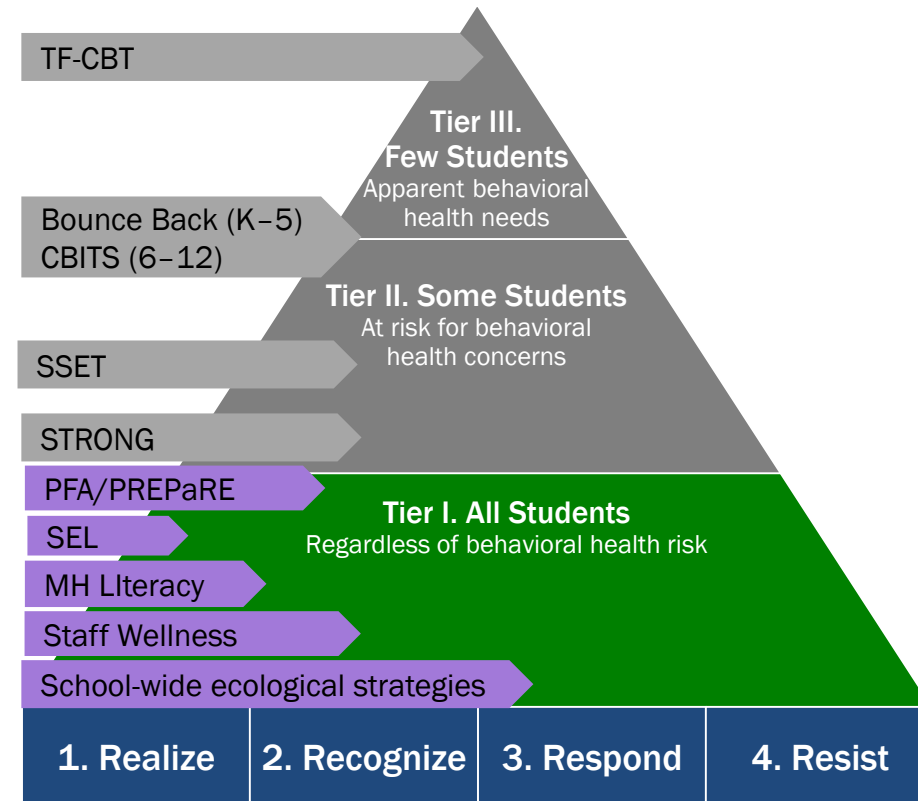 TF-CBT
Tier III.
Few Students
Apparent behavioral
health needs
Bounce Back (K–5)
CBITS (6–12)
Tier II. Some Students
At risk for behavioral
health concerns
SSET
STRONG
PFA/PREPaRE
Tier I. All Students
SEL
Regardless of behavioral health risk
MH LIteracy
Staff Wellness
School-wide ecological strategies
1. Realize
2. Recognize
3. Respond
4. Resist